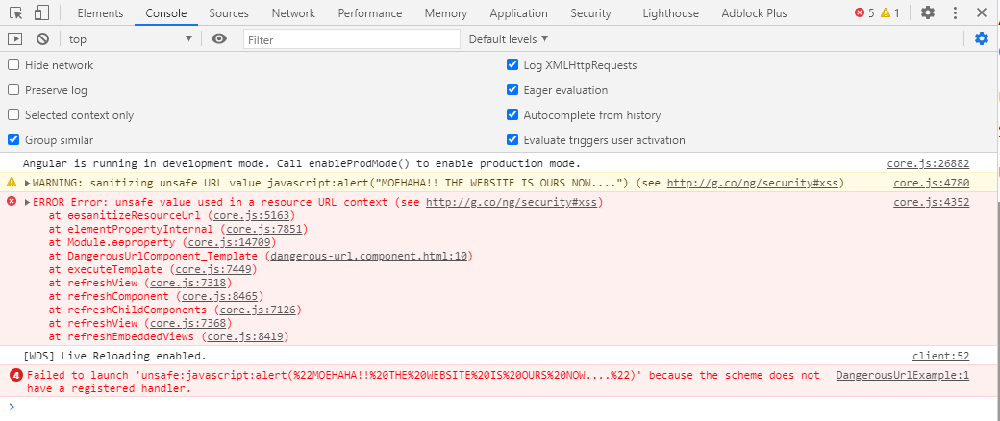 Elements Console Sources Network Performance Memory Application Security Lighthouse Adblock Plus 5 1
top Filter Default levels
Hide network Log XMLHttpRequests
Preserve log Eager evaluation
Selected context only Autocomplete from history
Group similar Evaluate triggers user activation
Angular is running in development mode. Call enableProdMode() to enable production mode. core.js:26882
WARNING: sanitizing unsafe URL value javascript:alert("MOEHAHA!! THE WEBSITE IS OURS NOW....") (see http://g.co/ng/security#xss) core.js:4780
ERROR Error: unsafe value used in a resource URL context (see http://g.co/ng/security#xss) core.js:4352
at ɵɵsanitizeResourceUrl (core.js:5163)
at elementPropertyInternal (core.js:7851)
at Module.ɵɵproperty (core.js:14709)
at DangerousUrlComponent_Template (dangerous-url.component.html:10)
at executeTemplate (core.js:7449)
at refreshView (core.js:7318)
at refreshComponent (core.js:8465)
at refreshChildComponents (core.js:7126)
at refreshView (core.js:7368)
at refreshEmbeddedViews (core.js:8419)
[WDS] Live Reloading enabled. client:52
4 Failed to launch 'unsafe:javascript:alert(%22MOEHAHA!!%20THE%20WEBSITE%20IS%20OURS%20NOW....%22)' because the scheme does not DangerousUrlExample:1
have a registered handler.